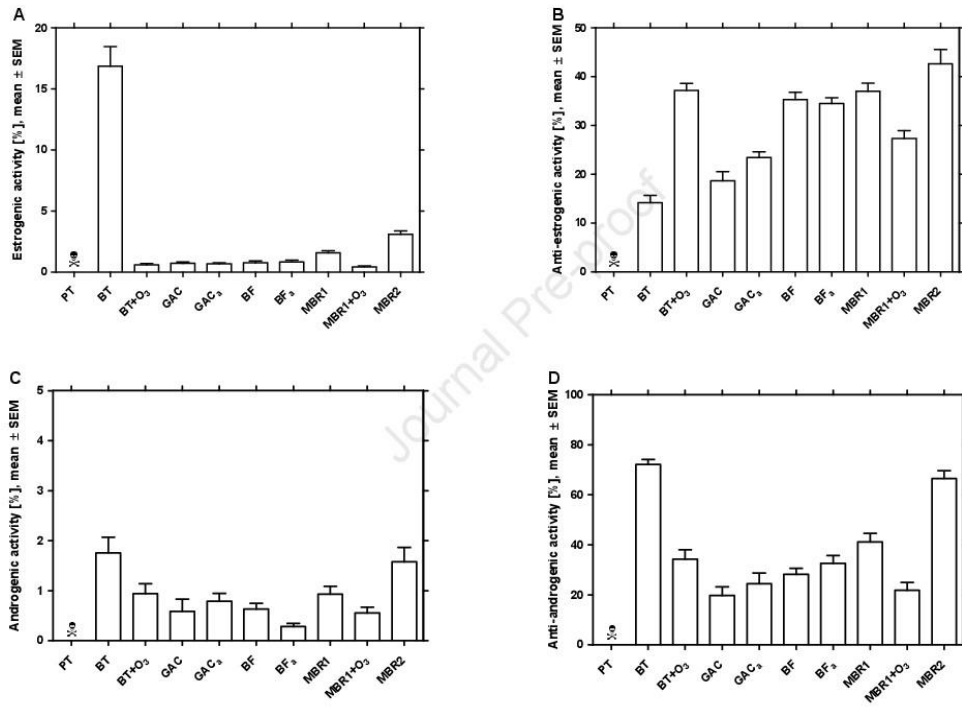 A
Estrogenic activity [%], mean ± SEM
20
15
10
5
0
PT
BT
BT+O₃
GAC
GACₐ
BF
BFₐ
MBR1
MBR1+O₃
MBR2
B
Anti-estrogenic activity [%], mean ± SEM
50
40
30
20
10
0
PT
BT
BT+O₃
GAC
GACₐ
BF
BFₐ
MBR1
MBR1+O₃
MBR2
Journal Pre-proof
C
Androgenic activity [%], mean ± SEM
5
4
3
2
1
0
PT
BT
BT+O₃
GAC
GACₐ
BF
BFₐ
MBR1
MBR1+O₃
MBR2
D
Anti-androgenic activity [%], mean ± SEM
100
80
60
40
20
0
PT
BT
BT+O₃
GAC
GACₐ
BF
BFₐ
MBR1
MBR1+O₃
MBR2